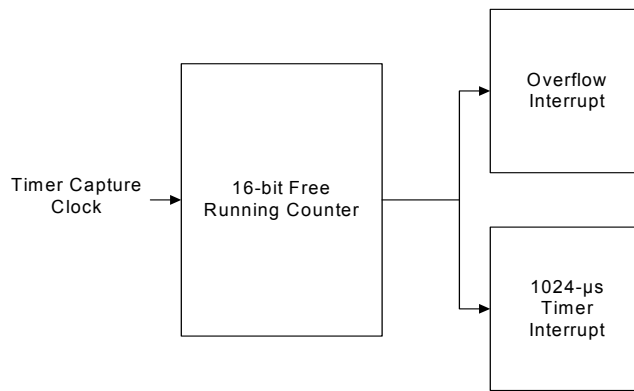 Timer Capture
Clock
16-bit Free
Running Counter
Overflow
Interrupt
1024-µs
Timer
Interrupt